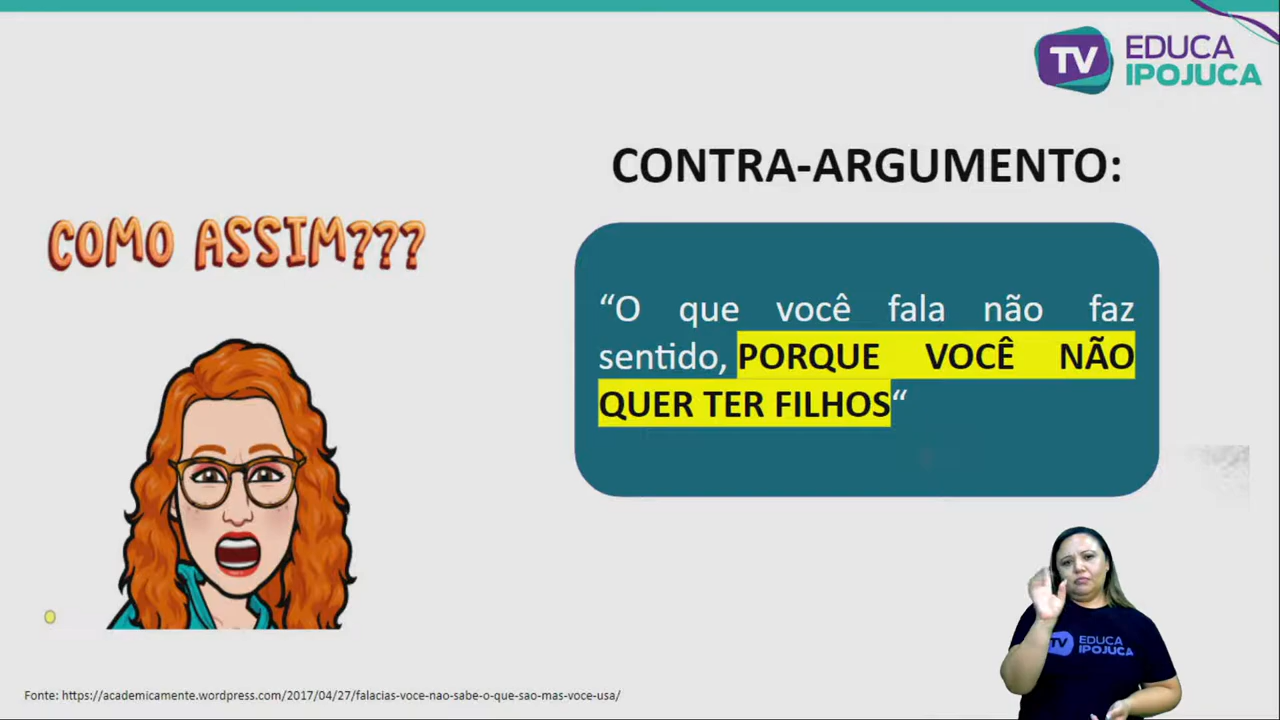 TV EDUCA
IPOJUCA
CONTRA-ARGUMENTO:
COMO ASSIM???
“O que você fala não faz
sentido, PORQUE VOCÊ NÃO
QUER TER FILHOS“
TV EDUCA
IPOJUCA
Fonte: https://academicamente.wordpress.com/2017/04/27/falacias-voce-nao-sabe-o-que-sao-mas-voce-usa/